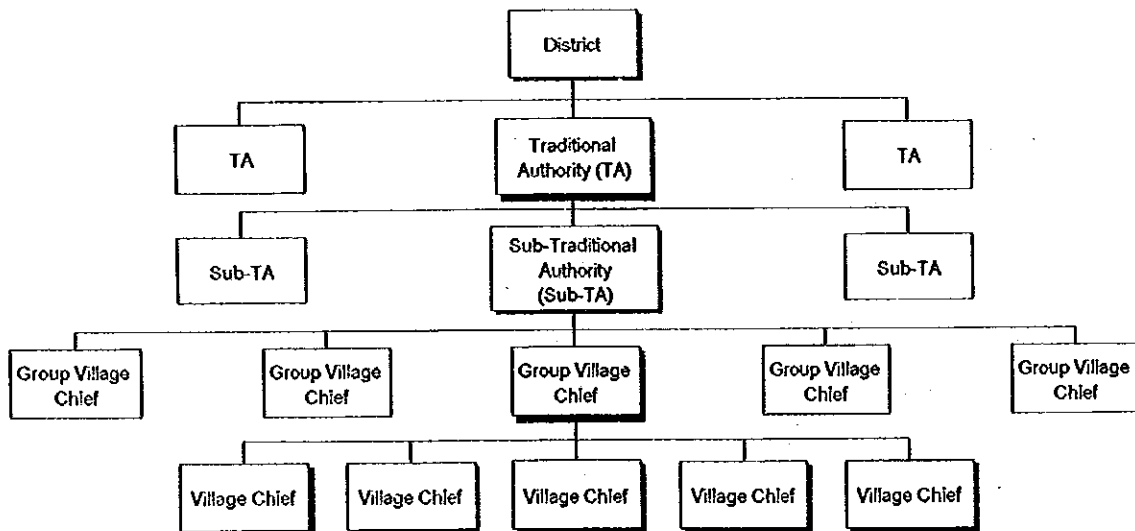 District
TA
Traditional
Authority (TA)
TA
Sub-TA
Sub-Traditional
Authority
(Sub-TA)
Sub-TA
Group Village
Chief
Group Village
Chief
Group Village
Chief
Group Village
Chief
Group Village
Chief
Village Chief
Village Chief
Village Chief
Village Chief
Village Chief